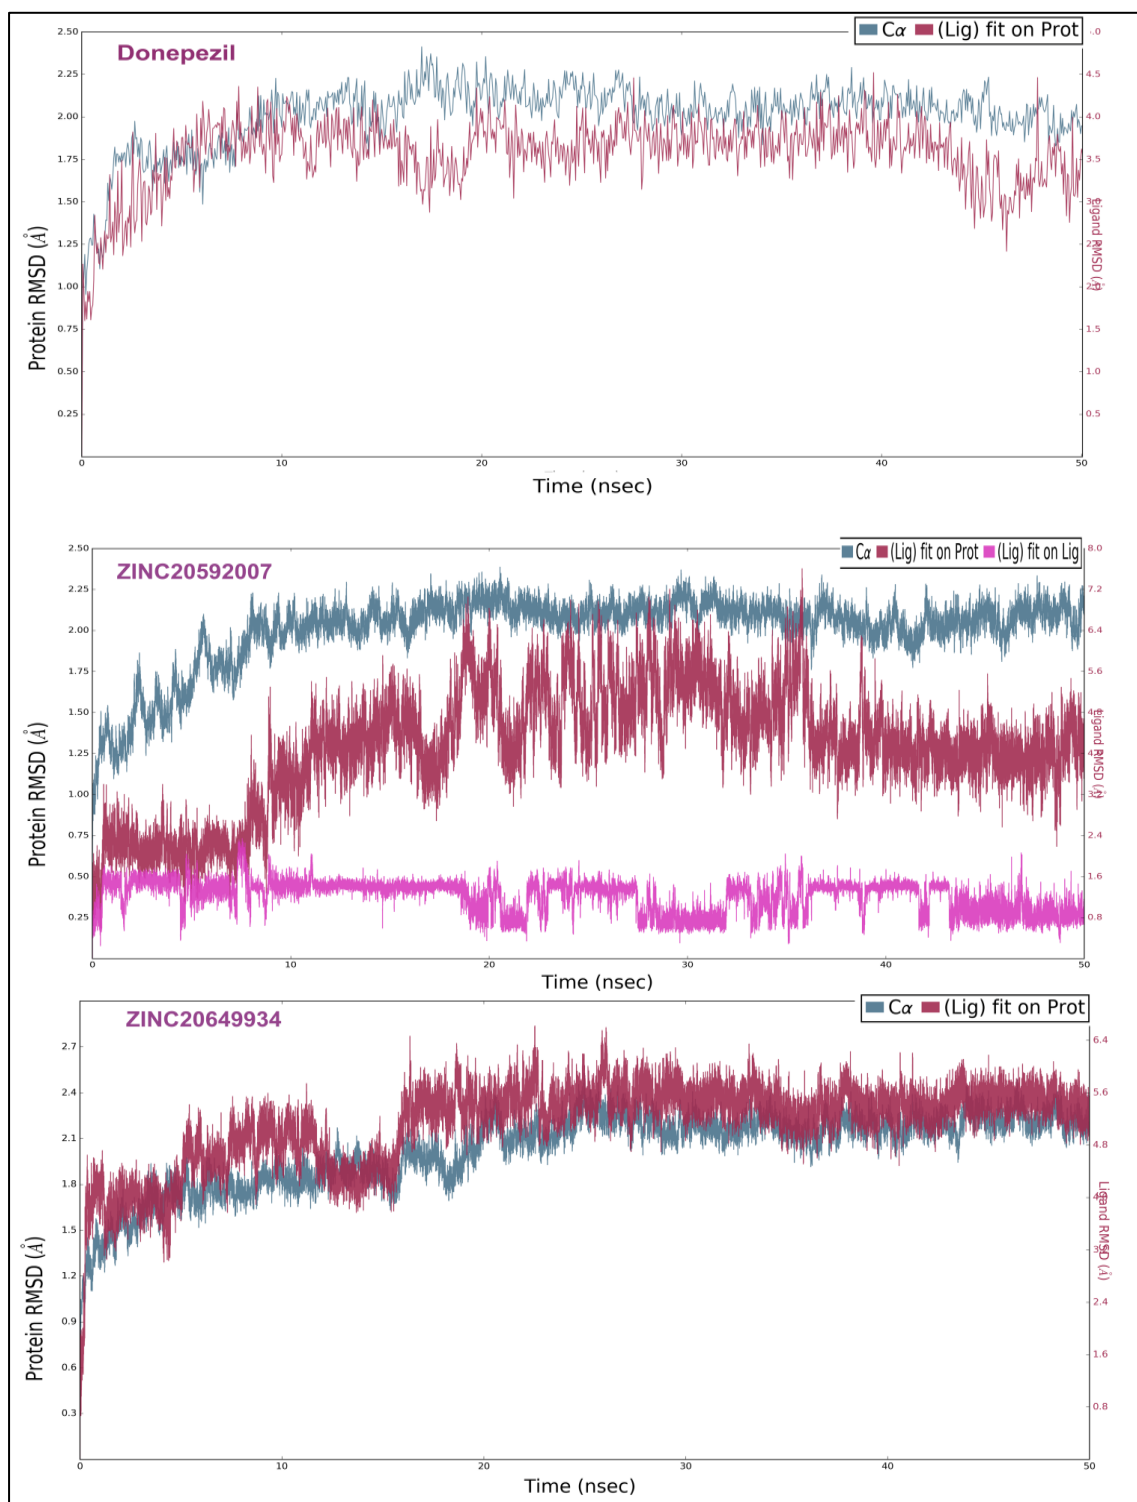 Cα (Lig) fit on Prot
Donepezil
2.50
2.25
2.00
1.75
1.50
1.25
1.00
0.75
0.50
0.25
Protein RMSD (Å)
4.5
4.0
3.5
1.0
0.5
Ligand RMSD (Å)
0 10 20 30 40 50
Time (nsec)
Cα (Lig) fit on Prot (Lig) fit on Lig
ZINC20592007
2.50
2.25
2.00
1.75
1.50
1.25
1.00
0.75
0.50
0.25
Protein RMSD (Å)
8.0
7.2
6.4
5.6
2.4
1.6
0.8
Ligand RMSD (Å)
0 10 20 30 40 50
Time (nsec)
Cα (Lig) fit on Prot
ZINC20649934
2.7
2.4
2.1
1.8
1.5
1.2
0.9
0.6
0.3
Protein RMSD (Å)
6.4
5.6
4.8
2.4
1.6
0.8
Ligand RMSD (Å)
0 10 20 30 40 50
Time (nsec)